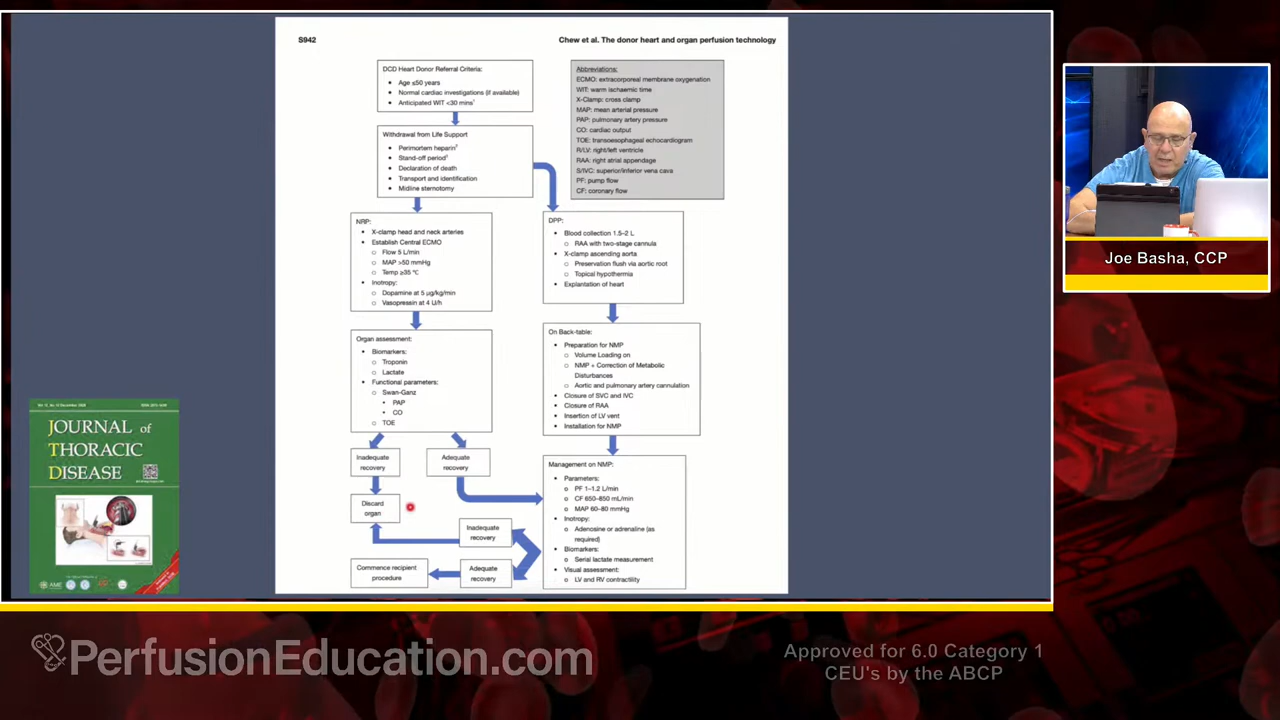 S942
Chew et al. The donor heart and organ perfusion technology
DCD Heart Donor Referral Criteria:
• Age ≤50 years
• Normal cardiac investigations (if available)
• Anticipated WIT <30 mins†
Withdrawal from Life Support
• Perimortem heparin‡
• Stand-off period†
• Declaration of death
• Transport and identification
• Midline sternotomy
Abbreviations:
ECMO: extracorporeal membrane oxygenation
WIT: warm ischaemic time
X-Clamp: cross clamp
MAP: mean arterial pressure
PAP: pulmonary artery pressure
CO: cardiac output
TOE: transoesophageal echocardiogram
R/LV: right/left ventricle
RAA: right atrial appendage
S/IVC: superior/inferior vena cava
PF: pump flow
CF: coronary flow
NRP:
• X-clamp head and neck arteries
• Establish Central ECMO
o Flow 5 L/min
o MAP >50 mmHg
o Temp ≥35 °C
• Inotropy:
o Dopamine at 5 µg/kg/min
o Vasopressin at 4 U/h
DPP:
• Blood collection 1.5–2 L
o RAA with two-stage cannula
• X-clamp ascending aorta
o Preservation flush via aortic root
o Topical hypothermia
• Explantation of heart
Organ assessment:
• Biomarkers:
o Troponin
o Lactate
• Functional parameters:
o Swan-Ganz
• PAP
• CO
o TOE
On Back-table:
• Preparation for NMP
o Volume Loading on
o NMP + Correction of Metabolic
Disturbances
o Aortic and pulmonary artery cannulation
• Closure of SVC and IVC
• Closure of RAA
• Insertion of LV vent
• Installation for NMP
Inadequate
recovery
Adequate
recovery
Discard
organ
Inadequate
recovery
Commence recipient
procedure
Adequate
recovery
Management on NMP:
• Parameters:
o PF 1–1.2 L/min
o CF 650–850 mL/min
o MAP 60–80 mmHg
• Inotropy:
o Adenosine or adrenaline (as
required)
• Biomarkers:
o Serial lactate measurement
• Visual assessment:
o LV and RV contractility
JOURNAL of
THORACIC
DISEASE
AME
Joe Basha, CCP
PerfusionEducation.com
Approved for 6.0 Category 1
CEU's by the ABCP